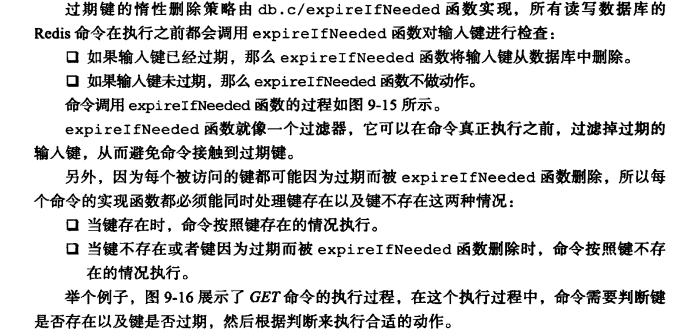 过期键的惰性删除策略由 db.c/expireIfNeeded 函数实现，所有读写数据库的
Redis 命令在执行之前都会调用 expireIfNeeded 函数对输入键进行检查：
❑ 如果输入键已经过期，那么 expireIfNeeded 函数将输入键从数据库中删除。
❑ 如果输入键未过期，那么 expireIfNeeded 函数不做动作。
命令调用 expireIfNeeded 函数的过程如图 9-15 所示。
expireIfNeeded 函数就像一个过滤器，它可以在命令真正执行之前，过滤掉过期的
输入键，从而避免命令接触到过期键。
另外，因为每个被访问的键都可能因为过期而被 expireIfNeeded 函数删除，所以每
个命令的实现函数都必须能同时处理键存在以及键不存在这两种情况：
❑ 当键存在时，命令按照键存在的情况执行。
❑ 当键不存在或者键因为过期而被 expireIfNeeded 函数删除时，命令按照键不存
在的情况执行。
举个例子，图 9-16 展示了 GET 命令的执行过程，在这个执行过程中，命令需要判断键
是否存在以及键是否过期，然后根据判断来执行合适的动作。